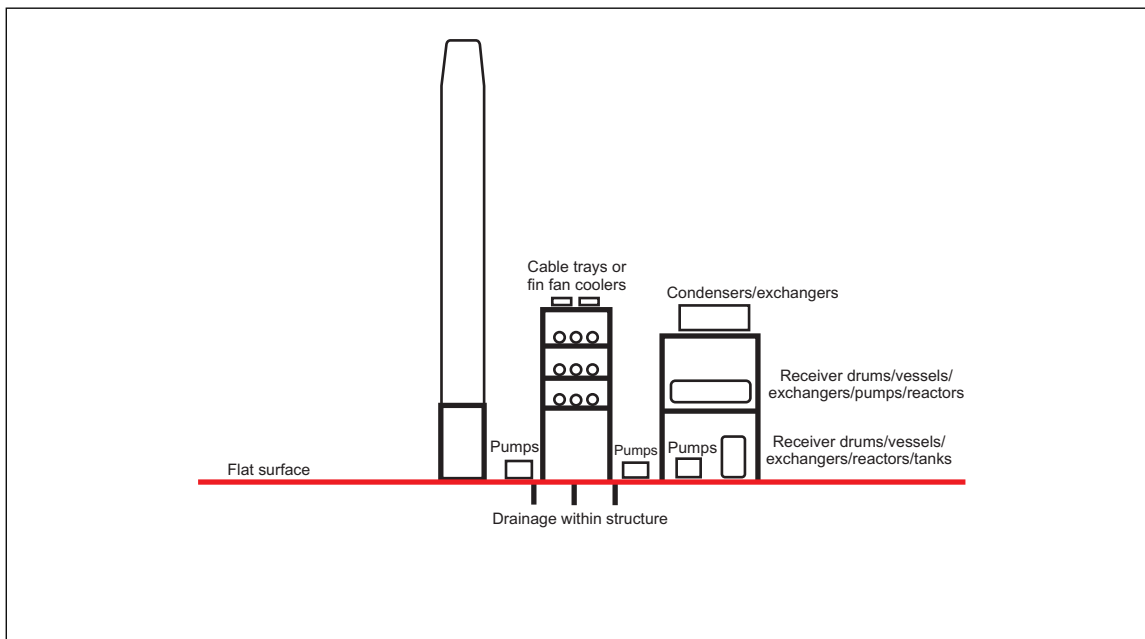 Cable trays or
fin fan coolers
Condensers/exchangers
Receiver drums/vessels/
exchangers/pumps/reactors
Pumps
Pumps
Pumps
Receiver drums/vessels/
exchangers/reactors/tanks
Flat surface
Drainage within structure